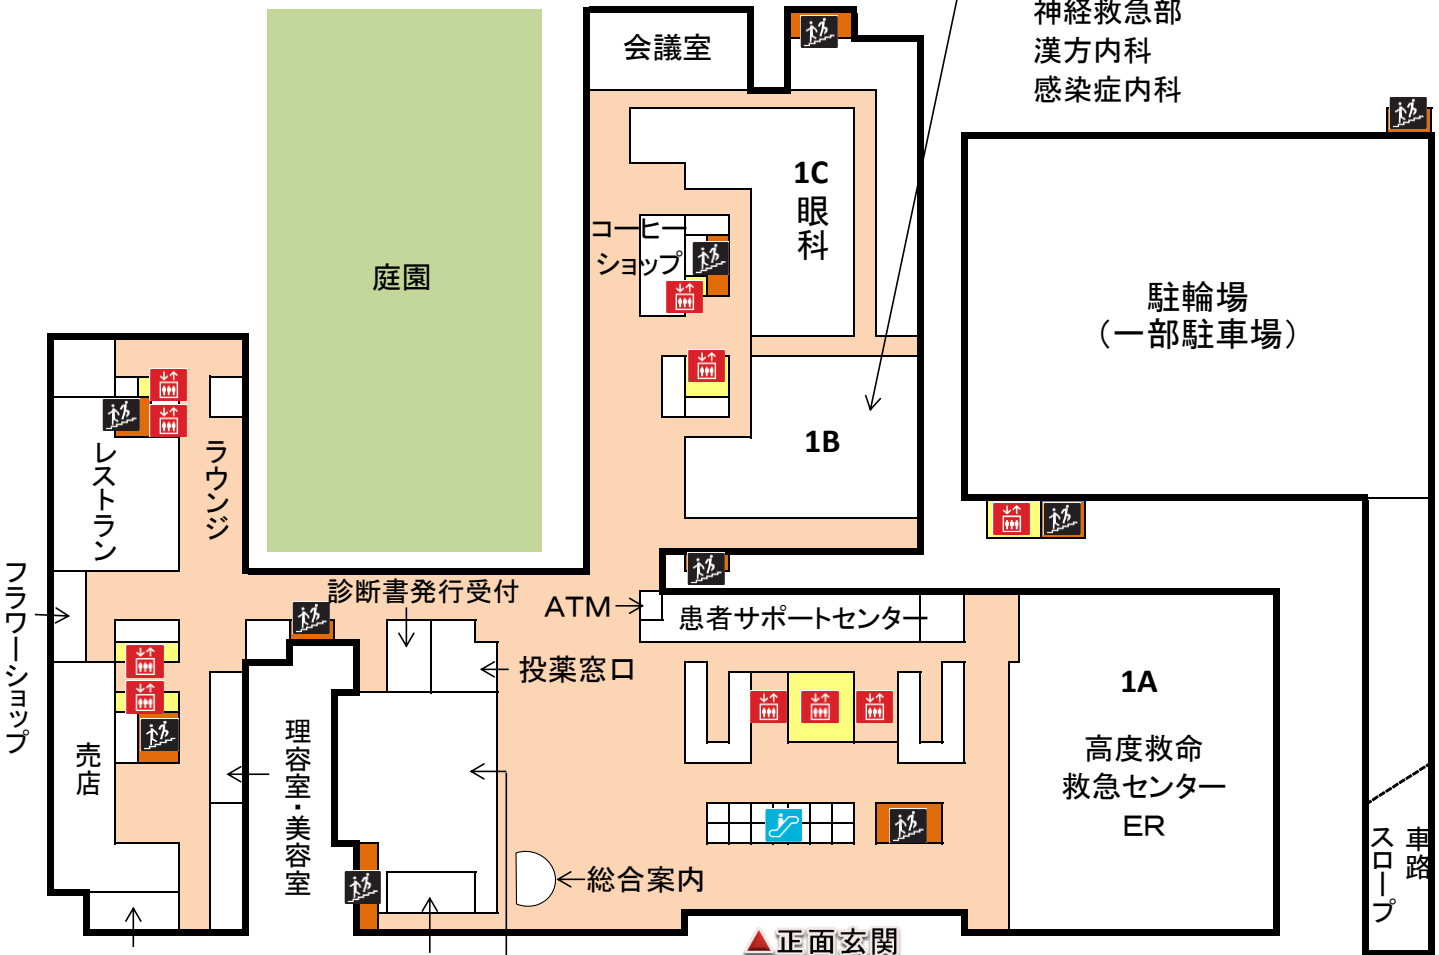 神経救急部
漢方内科
感染症内科
会議室
1C
眼科
コーヒー
ショップ
庭園
駐輪場
（一部駐車場）
1B
レストラン
ラウンジ
フラワーショップ
診断書発行受付
ATM
患者サポートセンター
投薬窓口
1A
高度救命
救急センター
ER
売店
理容室・美容室
総合案内
車路
スロープ
▲正面玄関